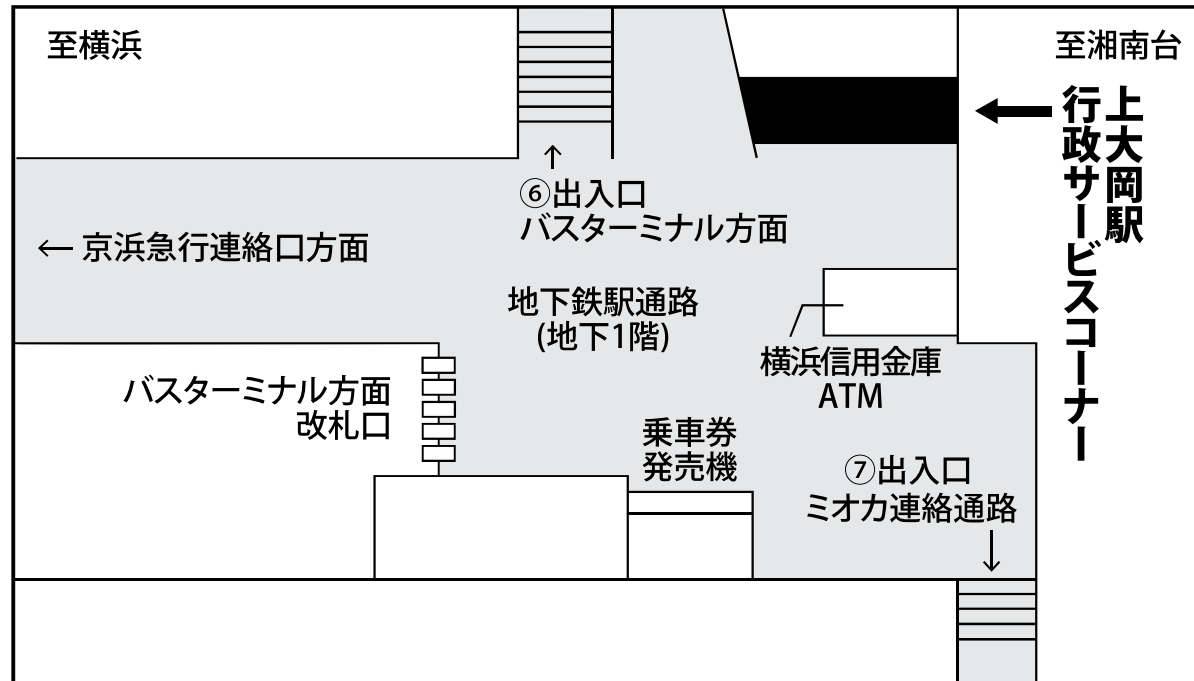 至横浜
至湘南台
上大岡駅
行政サービスコーナー
↑
⑥出入口
バスターミナル方面
← 京浜急行連絡口方面
地下鉄駅通路
(地下1階)
横浜信用金庫
ATM
バスターミナル方面
改札口
乗車券
発売機
⑦出入口
ミオカ連絡通路
↓